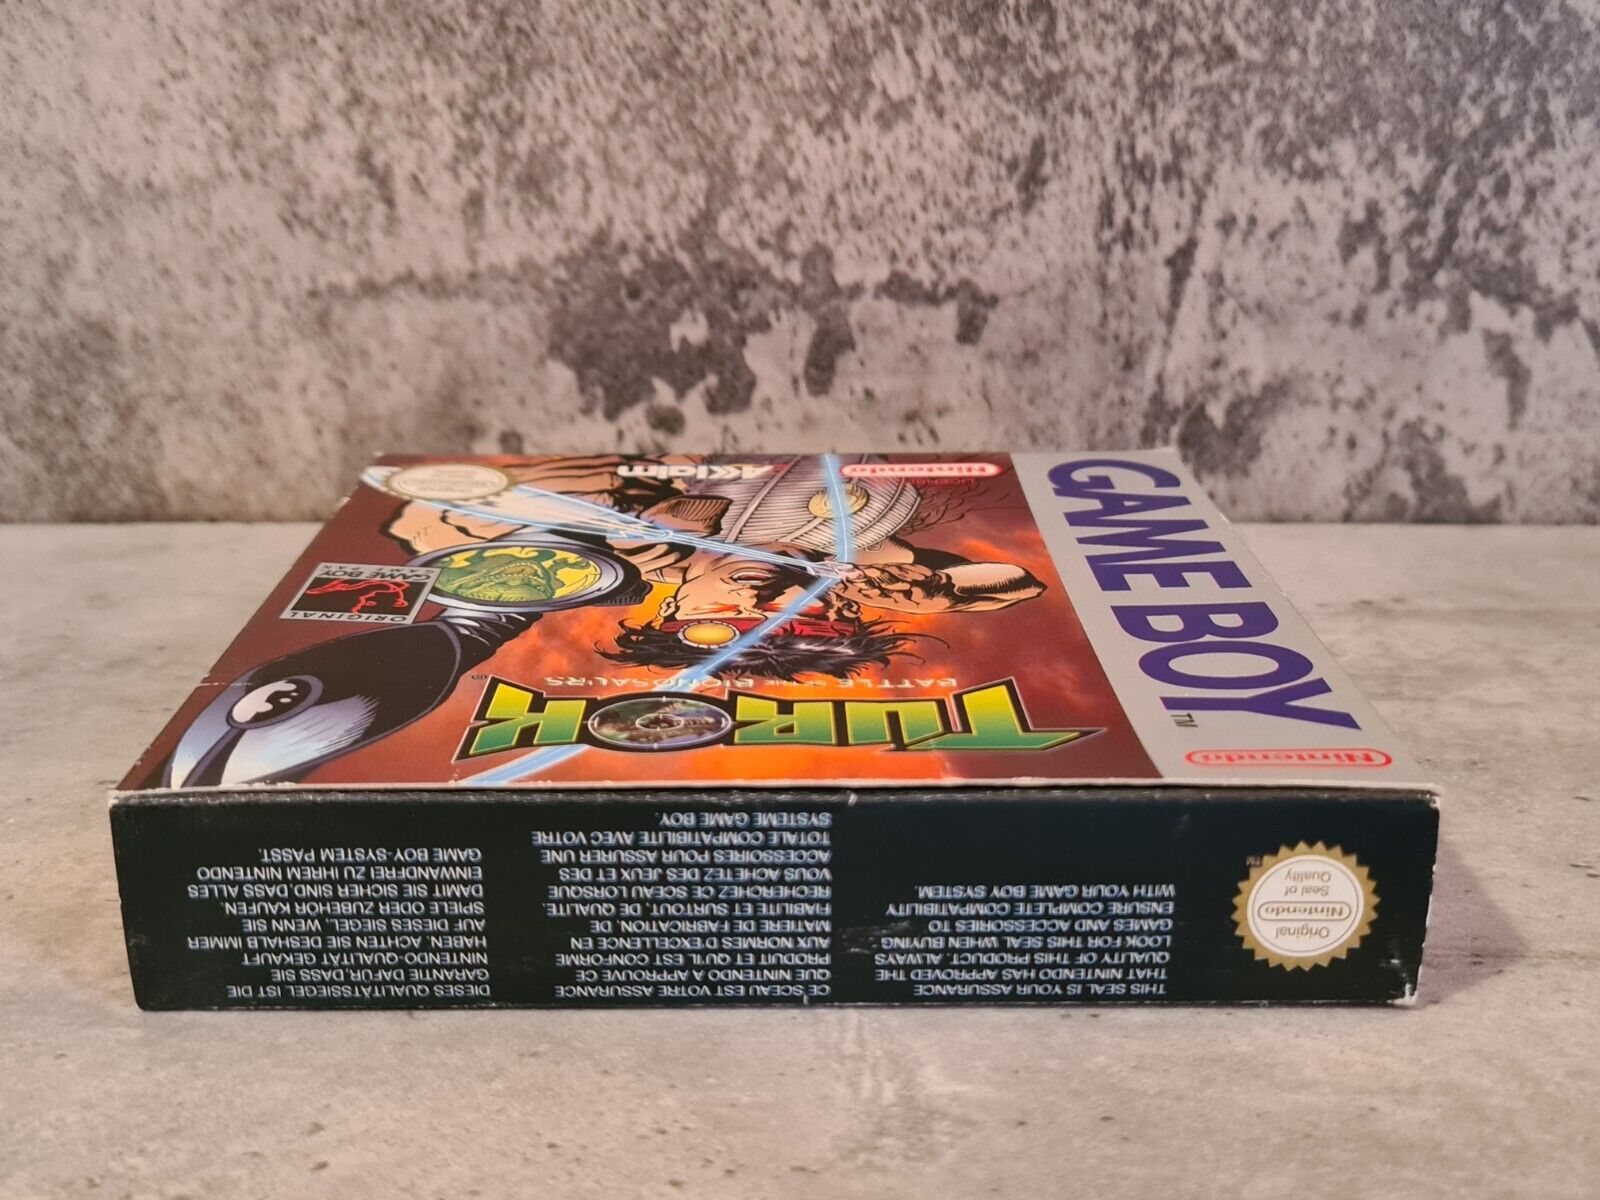 Nintendo
GAME BOY™
TUROK
BATTLE OF THE BIONOSAURS
ORIGINAL
GAME BOY
GAME PAK
Nintendo
Acclaim
Original
Nintendo
Seal of
Quality
TM
THIS SEAL IS YOUR ASSURANCE
THAT NINTENDO HAS APPROVED THE
QUALITY OF THIS PRODUCT. ALWAYS
LOOK FOR THIS SEAL WHEN BUYING
GAMES AND ACCESSORIES TO
ENSURE COMPLETE COMPATIBILITY
WITH YOUR GAME BOY SYSTEM.
CE SCEAU EST VOTRE ASSURANCE
QUE NINTENDO A APPROUVE CE
PRODUIT ET QU'IL EST CONFORME
AUX NORMES D'EXCELLENCE EN
MATIERE DE FABRICATION, DE
FIABILITE ET SURTOUT, DE QUALITE.
RECHERCHEZ CE SCEAU LORSQUE
VOUS ACHETEZ DES JEUX ET DES
ACCESSOIRES POUR ASSURER UNE
TOTALE COMPATIBILITE AVEC VOTRE
SYSTEME GAME BOY.
DIESES QUALITÄTSSIEGEL IST DIE
GARANTIE DAFÜR, DASS SIE
NINTENDO-QUALITÄT GEKAUFT
HABEN. ACHTEN SIE DESHALB IMMER
AUF DIESES SIEGEL, WENN SIE
SPIELE ODER ZUBEHÖR KAUFEN,
DAMIT SIE SICHER SIND, DASS ALLES
EINWANDFREI ZU IHREM NINTENDO
GAME BOY-SYSTEM PASST.